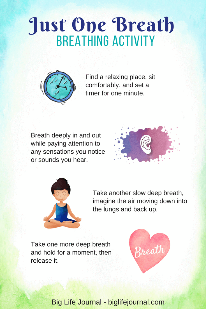 Just One Breath
BREATHING ACTIVITY
Find a relaxing place, sit
comfortably, and set a
timer for one minute.
Breath deeply in and out
while paying attention to
any sensations you notice
or sounds you hear.
Take another slow deep breath,
imagine the air moving down into
the lungs and back up.
Take one more deep breath
and hold for a moment, then
release it.
Breath
Big Life Journal - biglifejournal.com